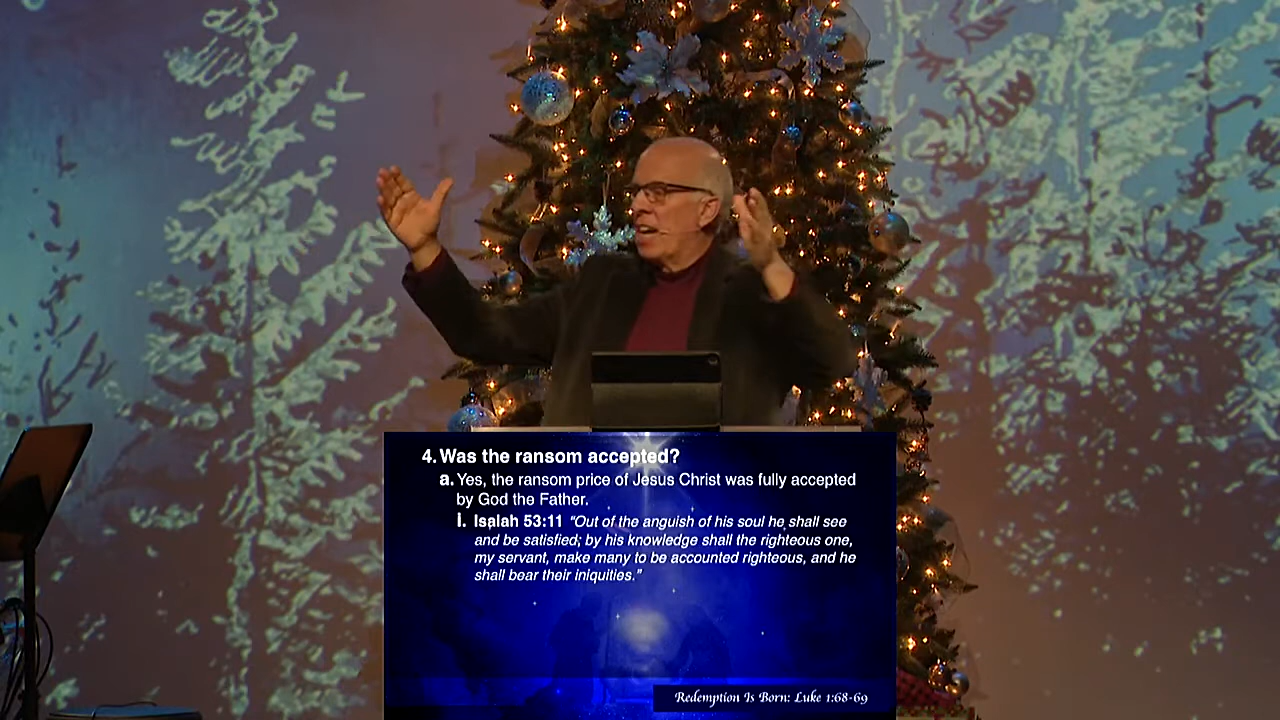 4. Was the ransom accepted?
a. Yes, the ransom price of Jesus Christ was fully accepted
by God the Father.
i. Isaiah 53:11 "Out of the anguish of his soul he shall see
and be satisfied; by his knowledge shall the righteous one,
my servant, make many to be accounted righteous, and he
shall bear their iniquities."
Redemption Is Born: Luke 1:68-69